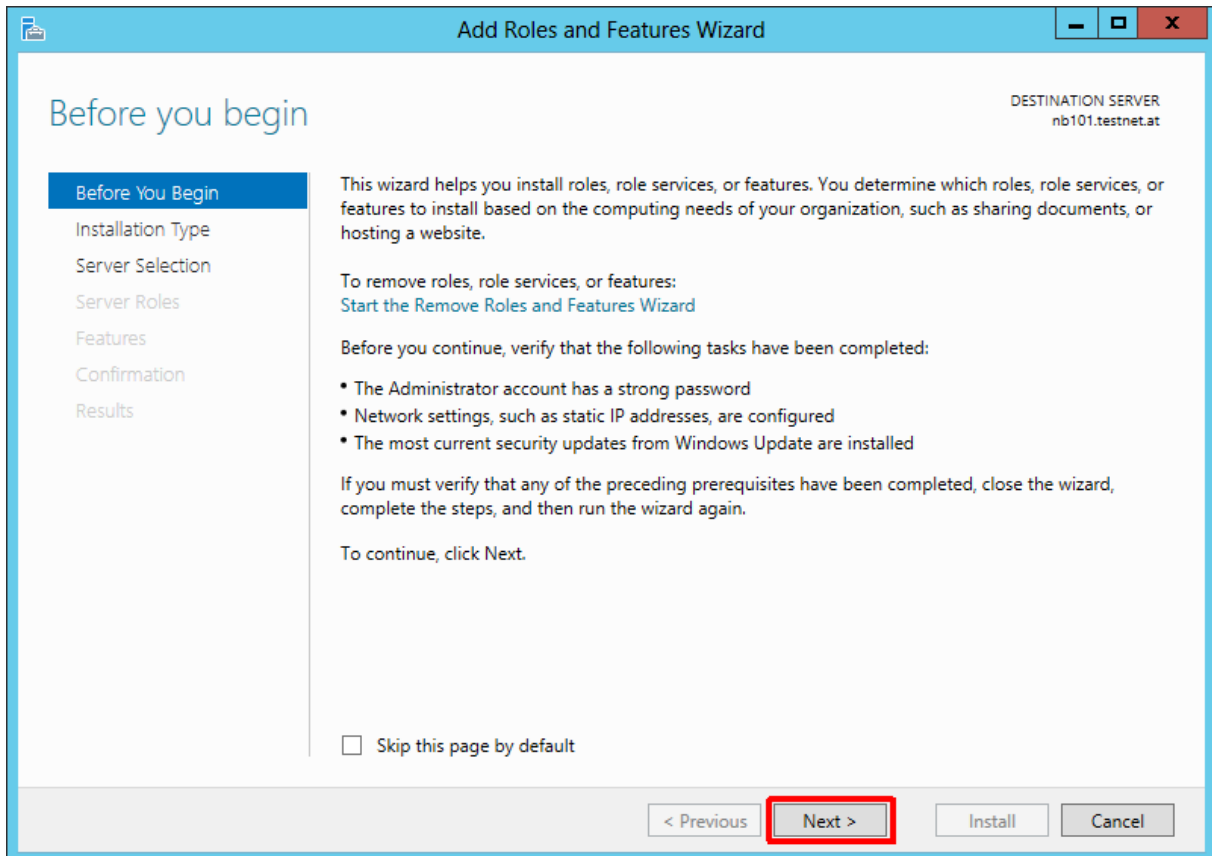 Add Roles and Features Wizard
x
Before you begin
DESTINATION SERVER
nb101.testnet.at
Before You Begin
Installation Type
Server Selection
Server Roles
Features
Confirmation
Results
This wizard helps you install roles, role services, or features. You determine which roles, role services, or
features to install based on the computing needs of your organization, such as sharing documents, or
hosting a website.
To remove roles, role services, or features:
Start the Remove Roles and Features Wizard
Before you continue, verify that the following tasks have been completed:
• The Administrator account has a strong password
• Network settings, such as static IP addresses, are configured
• The most current security updates from Windows Update are installed
If you must verify that any of the preceding prerequisites have been completed, close the wizard,
complete the steps, and then run the wizard again.
To continue, click Next.
Skip this page by default
< Previous
Next >
Install
Cancel